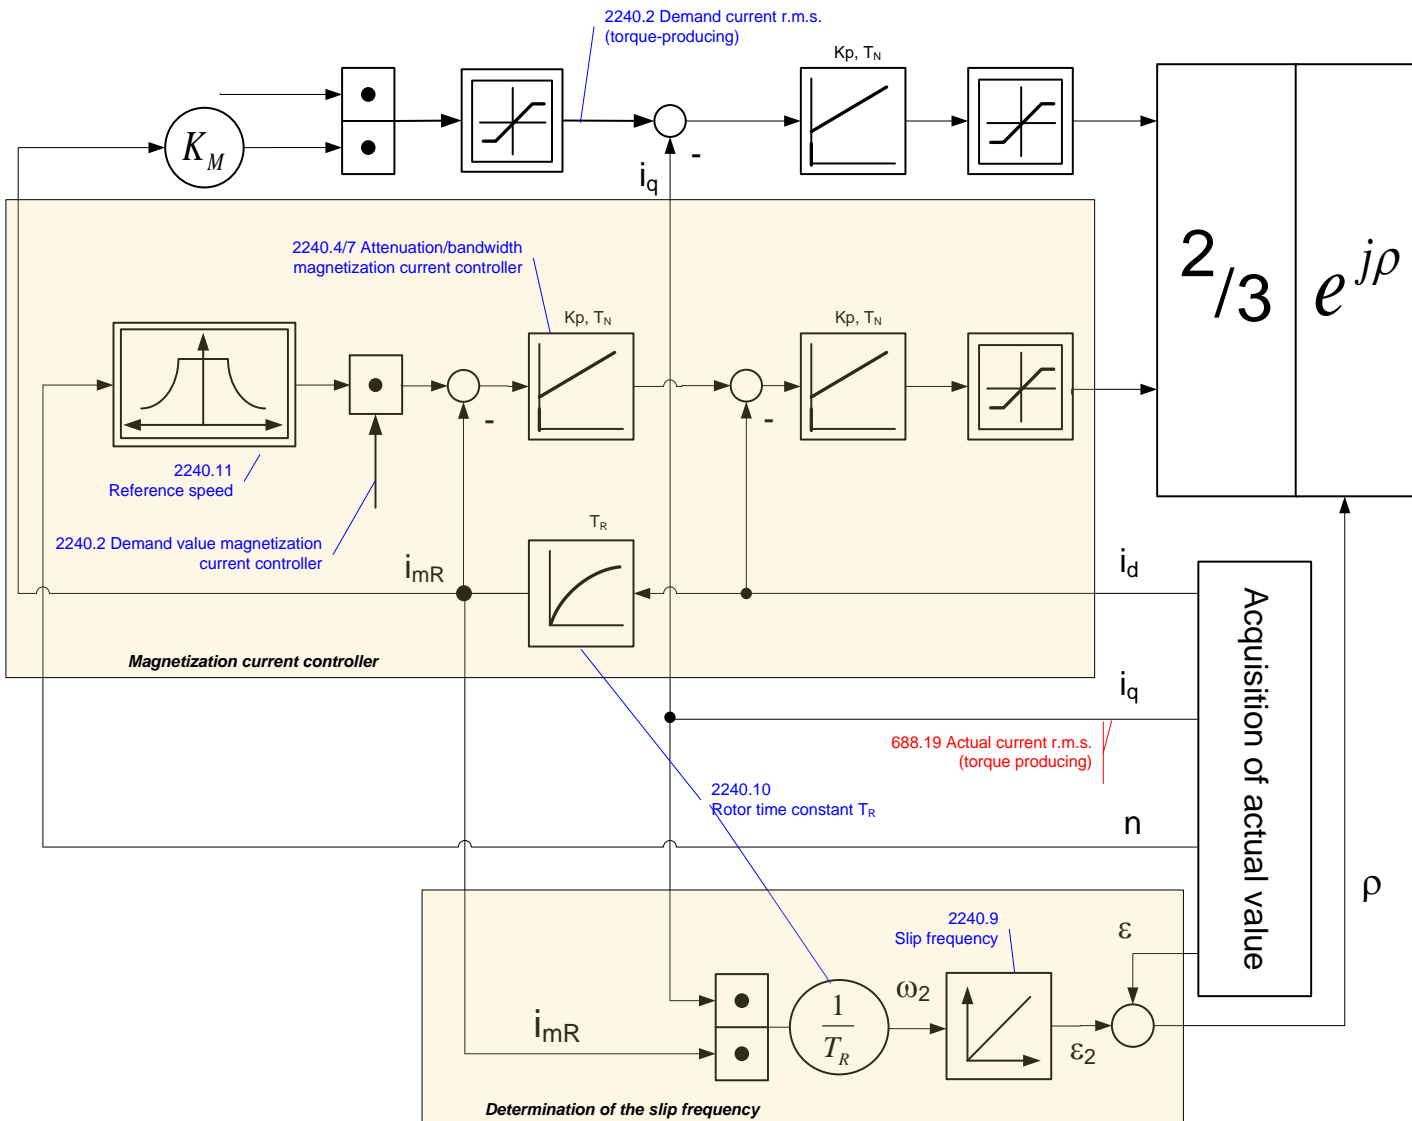 2240.2 Demand current r.m.s.
(torque-producing)
Kp, TN
KM
-
iq
2240.4/7 Attenuation/bandwidth
magnetization current controller
2/3
e^jρ
Kp, TN
Kp, TN
-
-
2240.11
Reference speed
2240.2 Demand value magnetization
current controller
TR
imR
id
Magnetization current controller
iq
688.19 Actual current r.m.s.
(torque producing)
Acquisition of actual value
2240.10
Rotor time constant TR
n
ρ
2240.9
Slip frequency
ε
ω2
1
TR
imR
ε2
Determination of the slip frequency